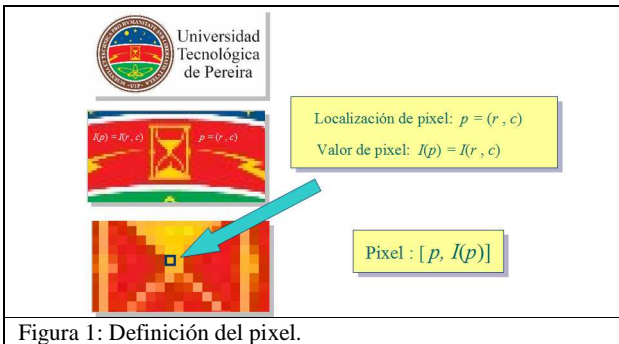 Universidad
Tecnológica
de Pereira
I(p) = I(r , c)
p = (r , c)
Localización de pixel: p = (r , c)
Valor de pixel: I(p) = I(r , c)
Pixel : [ p, I(p)]
Figura 1: Definición del pixel.